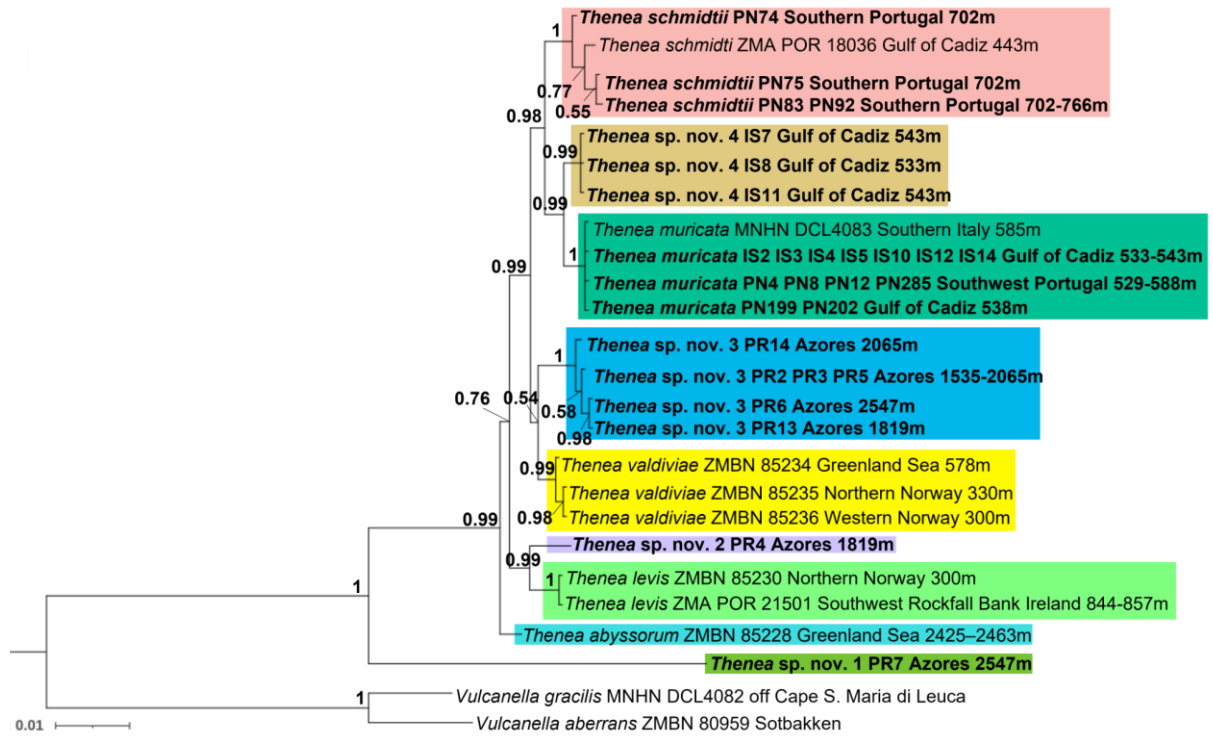 Thenea schmidtii PN74 Southern Portugal 702m
1
Thenea schmidti ZMA POR 18036 Gulf of Cadiz 443m
Thenea schmidtii PN75 Southern Portugal 702m
0.77
Thenea schmidtii PN83 PN92 Southern Portugal 702-766m
0.55
0.98
Thenea sp. nov. 4 IS7 Gulf of Cadiz 543m
0.99
Thenea sp. nov. 4 IS8 Gulf of Cadiz 533m
Thenea sp. nov. 4 IS11 Gulf of Cadiz 543m
0.99
Thenea muricata MNHN DCL4083 Southern Italy 585m
1
Thenea muricata IS2 IS3 IS4 IS5 IS10 IS12 IS14 Gulf of Cadiz 533-543m
0.99
Thenea muricata PN4 PN8 PN12 PN285 Southwest Portugal 529-588m
Thenea muricata PN199 PN202 Gulf of Cadiz 538m
Thenea sp. nov. 3 PR14 Azores 2065m
1
Thenea sp. nov. 3 PR2 PR3 PR5 Azores 1535-2065m
0.76
0.54
0.58
Thenea sp. nov. 3 PR6 Azores 2547m
Thenea sp. nov. 3 PR13 Azores 1819m
0.98
Thenea valdiviae ZMBN 85234 Greenland Sea 578m
0.99
Thenea valdiviae ZMBN 85235 Northern Norway 330m
0.98
Thenea valdiviae ZMBN 85236 Western Norway 300m
0.99
Thenea sp. nov. 2 PR4 Azores 1819m
0.99
Thenea levis ZMBN 85230 Northern Norway 300m
1
Thenea levis ZMA POR 21501 Southwest Rockfall Bank Ireland 844-857m
1
Thenea abyssorum ZMBN 85228 Greenland Sea 2425–2463m
Thenea sp. nov. 1 PR7 Azores 2547m
Vulcanella gracilis MNHN DCL4082 off Cape S. Maria di Leuca
1
Vulcanella aberrans ZMBN 80959 Sotbakken
0.01